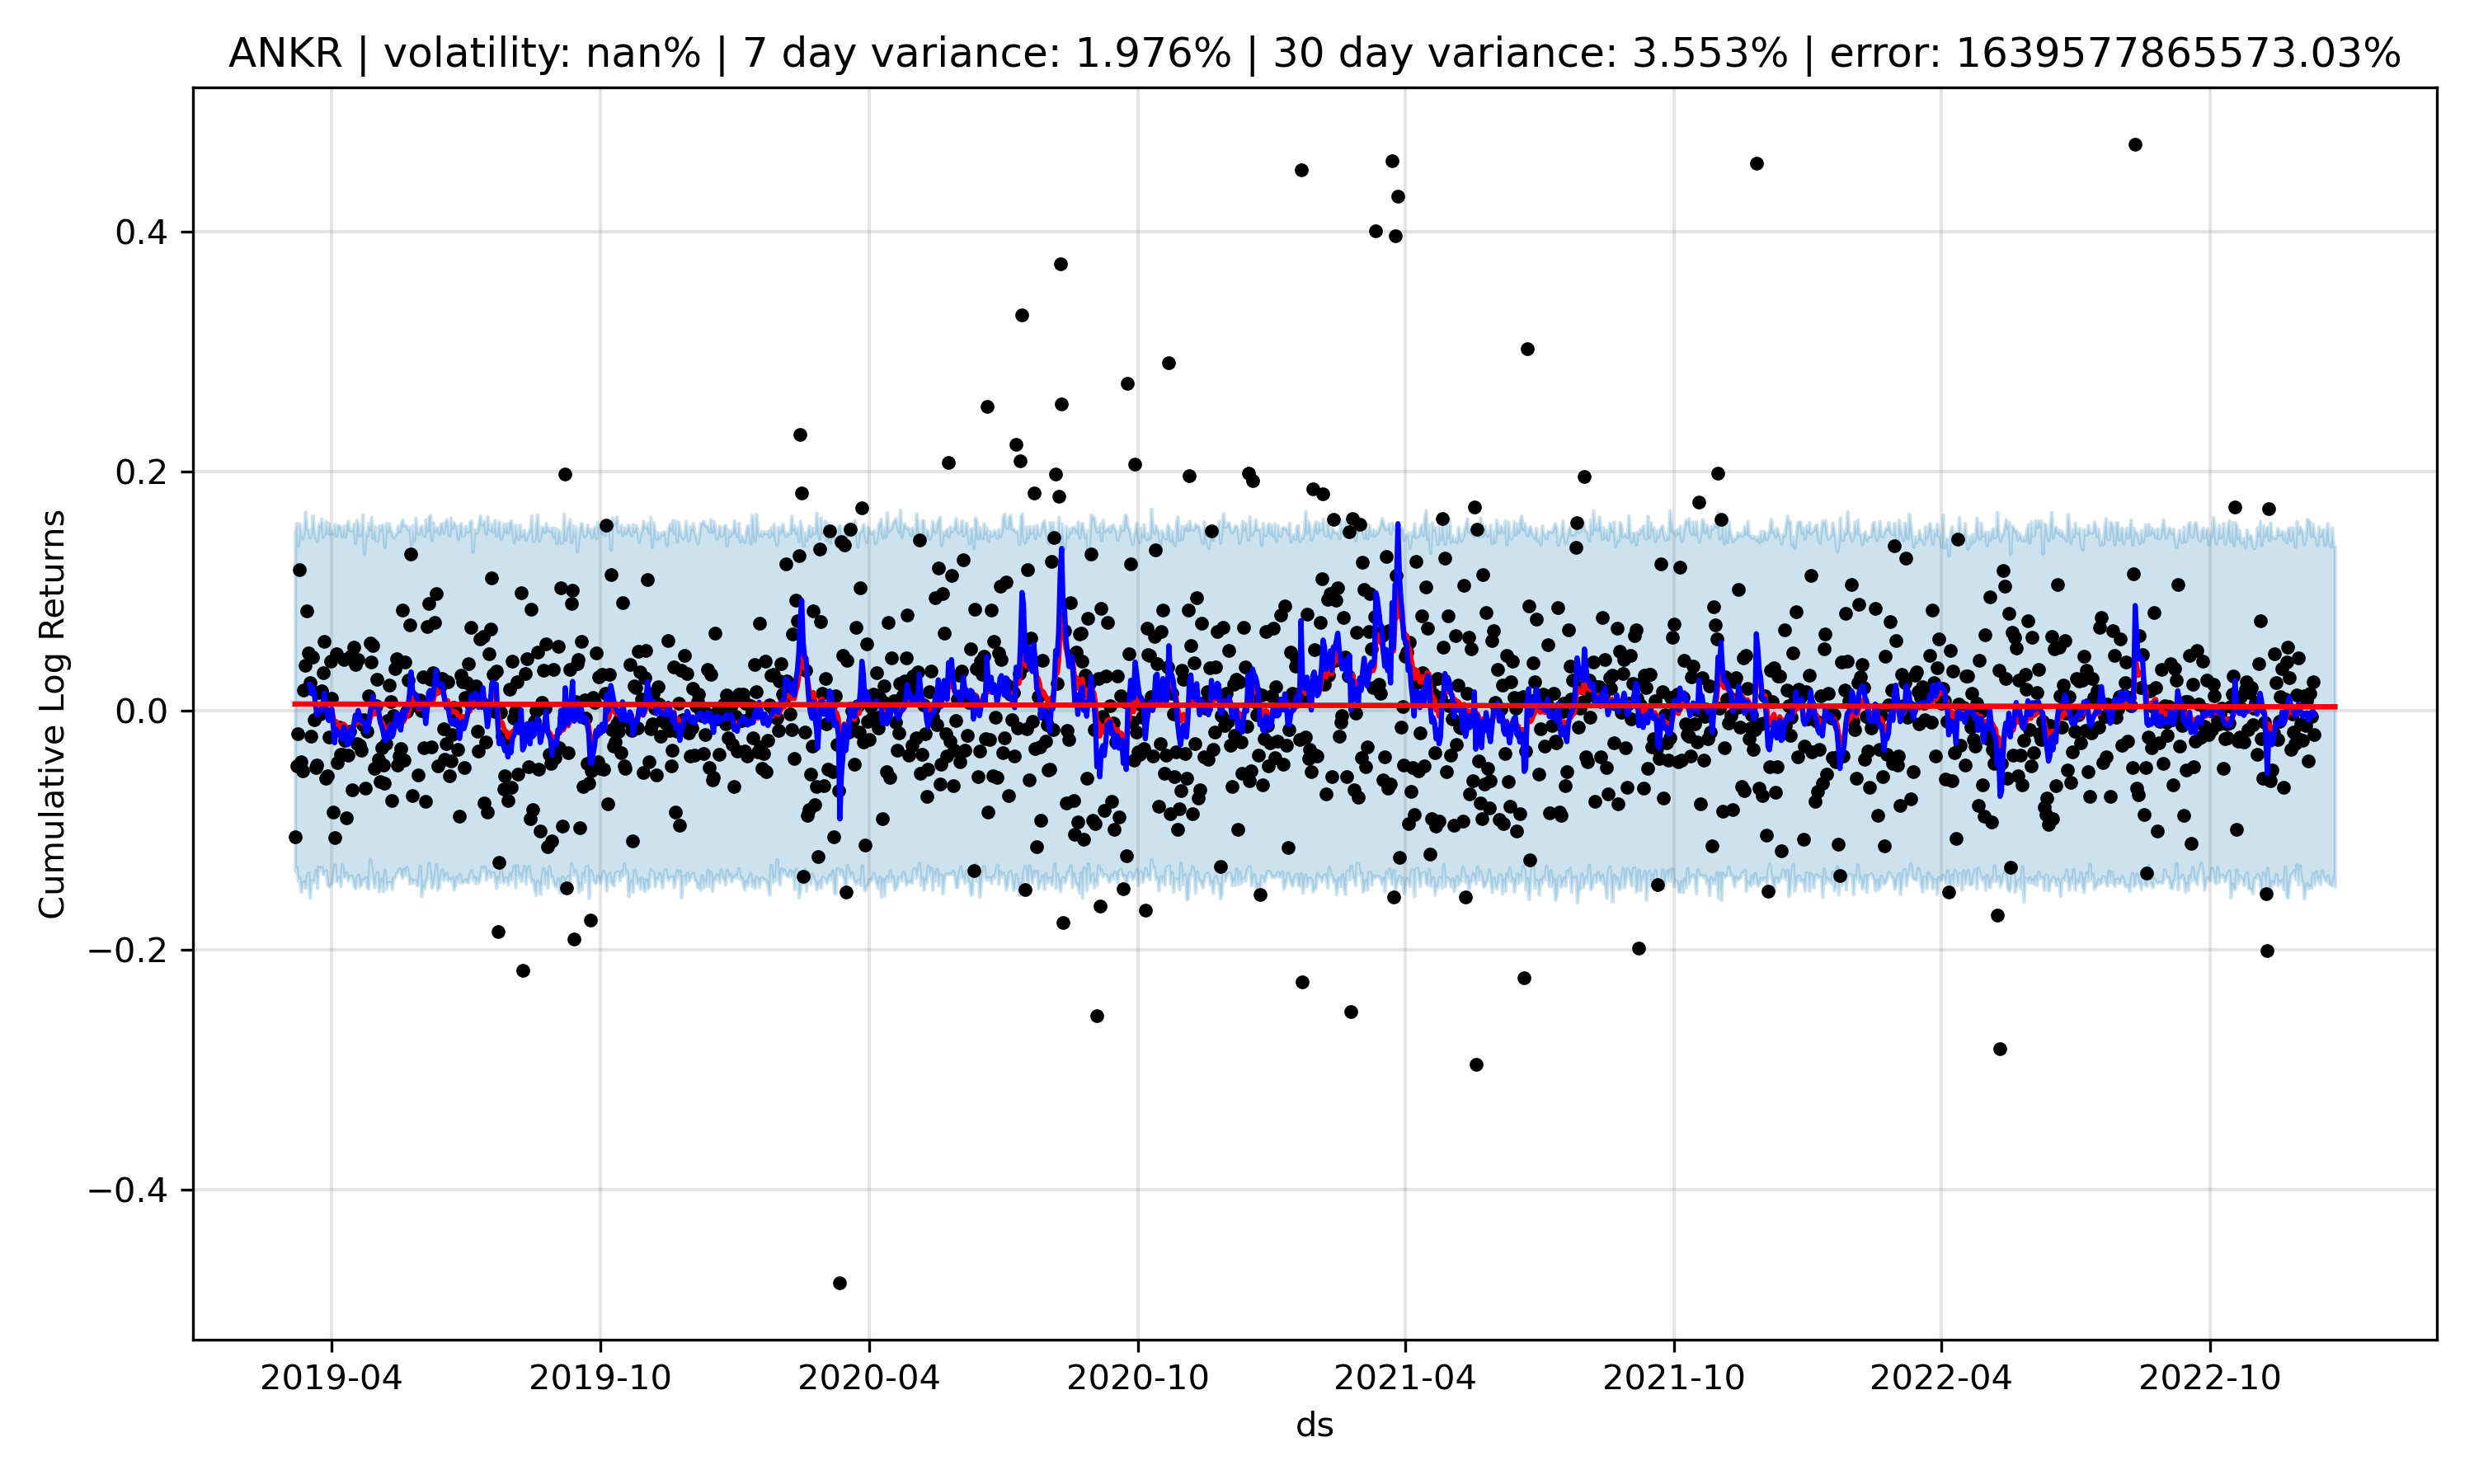 ANKR | volatility: nan% | 7 day variance: 1.976% | 30 day variance: 3.553% | error: 1639577865573.03%
Cumulative Log Returns
0.4
0.2
0.0
−0.2
−0.4
2019-04 2019-10 2020-04 2020-10 2021-04 2021-10 2022-04 2022-10
ds